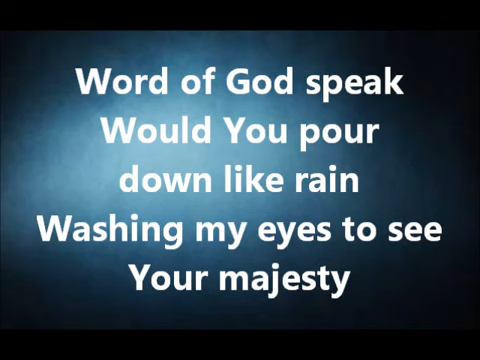 Word of God speak
Would You pour
down like rain
Washing my eyes to see
Your majesty